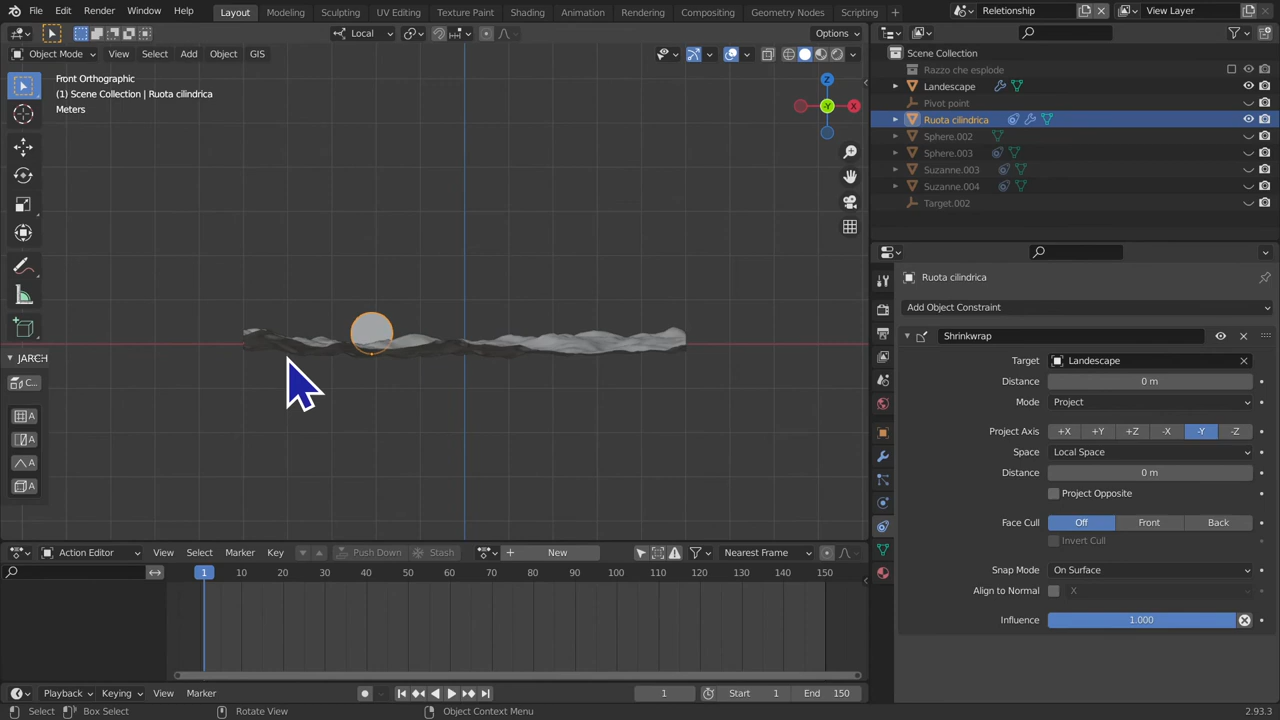 File Edit Render Window Help Layout Modeling Sculpting UV Editing Texture Paint Shading Animation Rendering Compositing Geometry Nodes Scripting + Relationship View Layer
Local Options
Object Mode View Select Add Object GIS
Front Orthographic
(1) Scene Collection | Ruota cilindrica
Meters
Z
-Y
X
JARCH
C...
A
A
A
A
Scene Collection
Razzo che esplode
Landscape
Pivot point
Ruota cilindrica
Sphere.002
Sphere.003
Suzanne.003
Suzanne.004
Target.002
Ruota cilindrica
Add Object Constraint
Shrinkwrap
Target Landscape
Distance 0 m
Mode Project
Project Axis +X +Y +Z -X -Y -Z
Space Local Space
Distance 0 m
Project Opposite
Face Cull Off Front Back
Invert Cull
Snap Mode On Surface
Align to Normal X
Influence 1.000
Action Editor View Select Marker Key Push Down Stash New Nearest Frame
1 10 20 30 40 50 60 70 80 90 100 110 120 130 140 150
Playback Keying View Marker 1 Start 1 End 150
Select Box Select Rotate View Object Context Menu 2.93.3